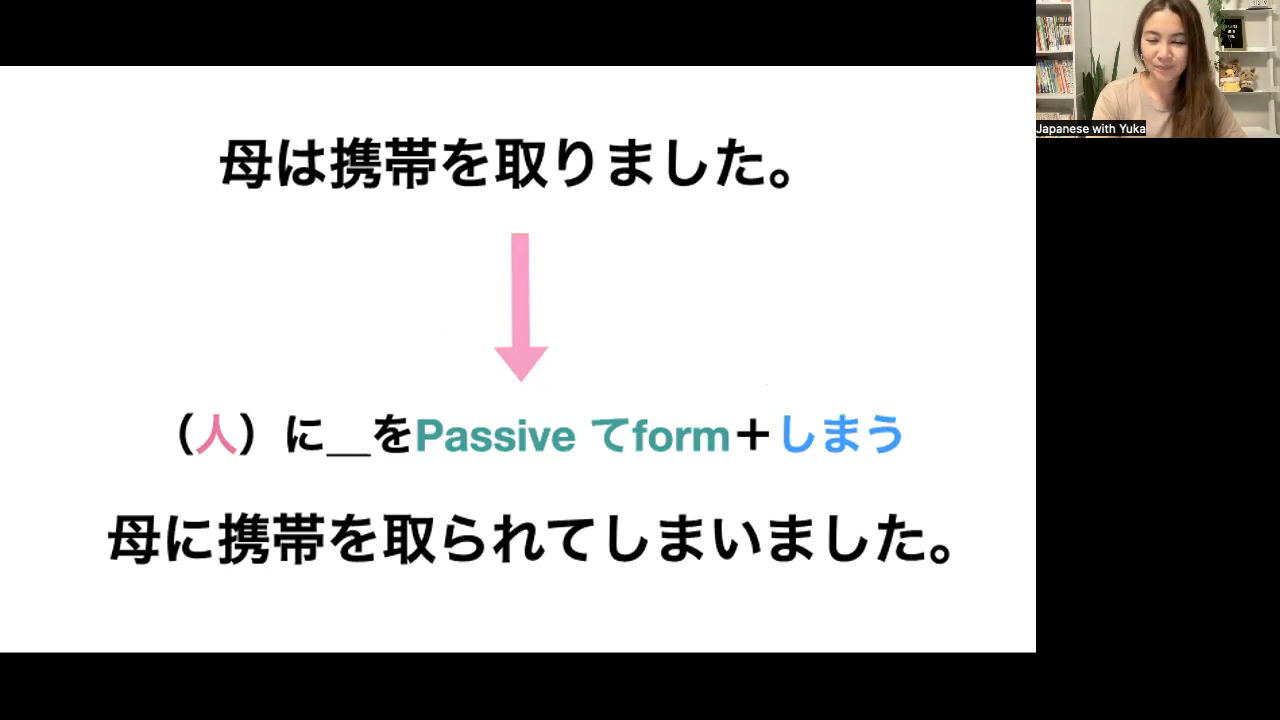 母は携帯を取りました。
（人）に__をPassive てform＋しまう
母に携帯を取られてしまいました。
Japanese with Yuka